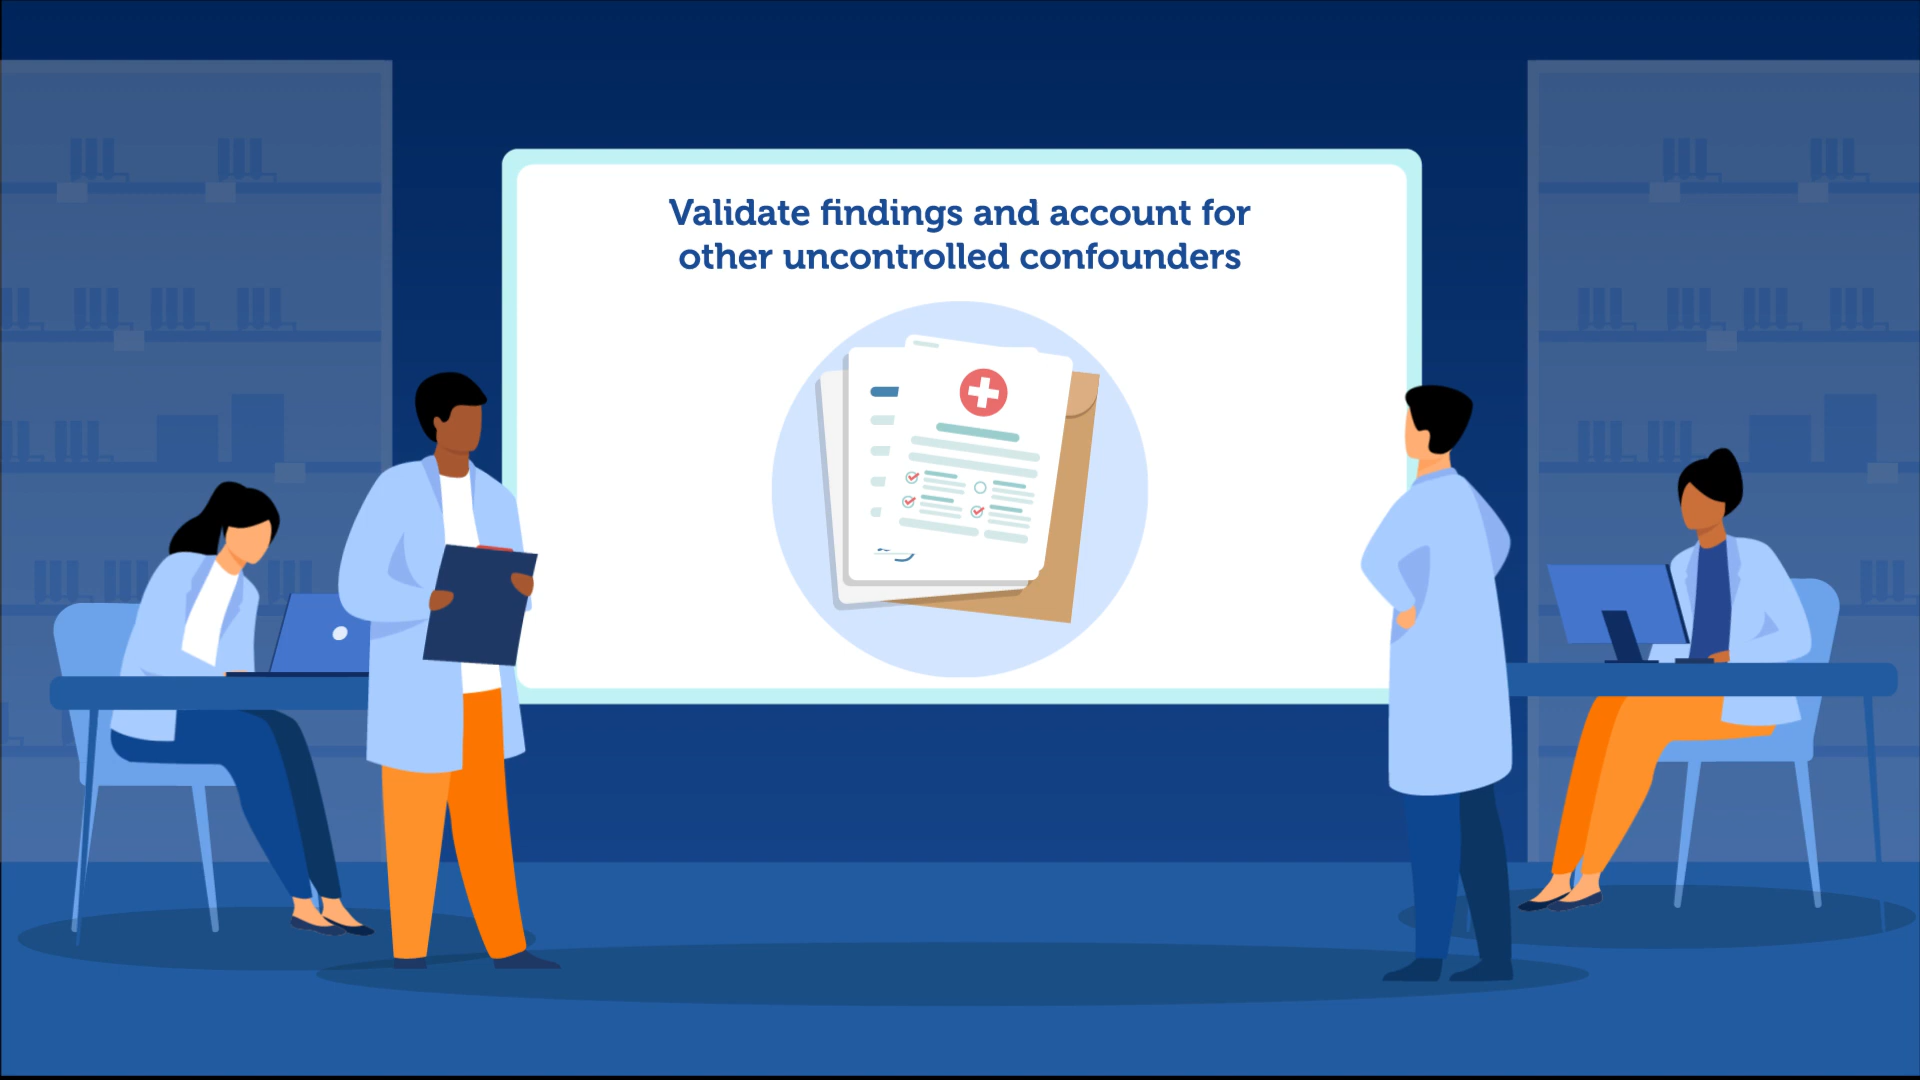 Validate findings and account for
other uncontrolled confounders